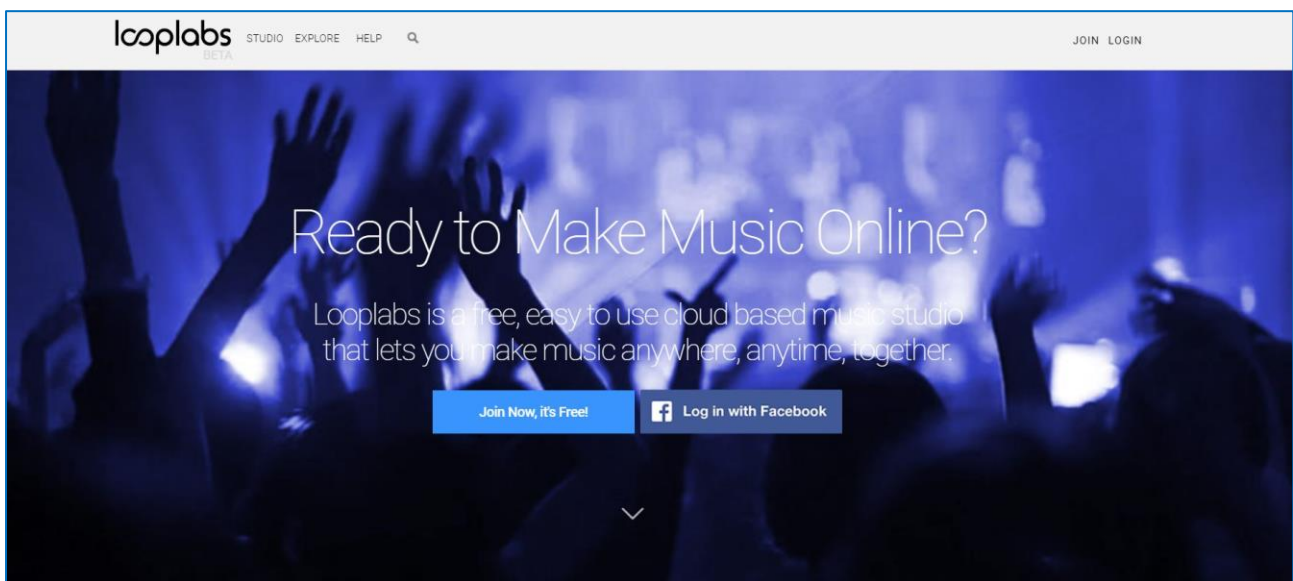 looplabs
BETA
STUDIO EXPLORE HELP
JOIN LOGIN
Ready to Make Music Online?
Looplabs is a free, easy to use cloud based music studio
that lets you make music anywhere, anytime, together.
Join Now, it's Free!
f Log in with Facebook